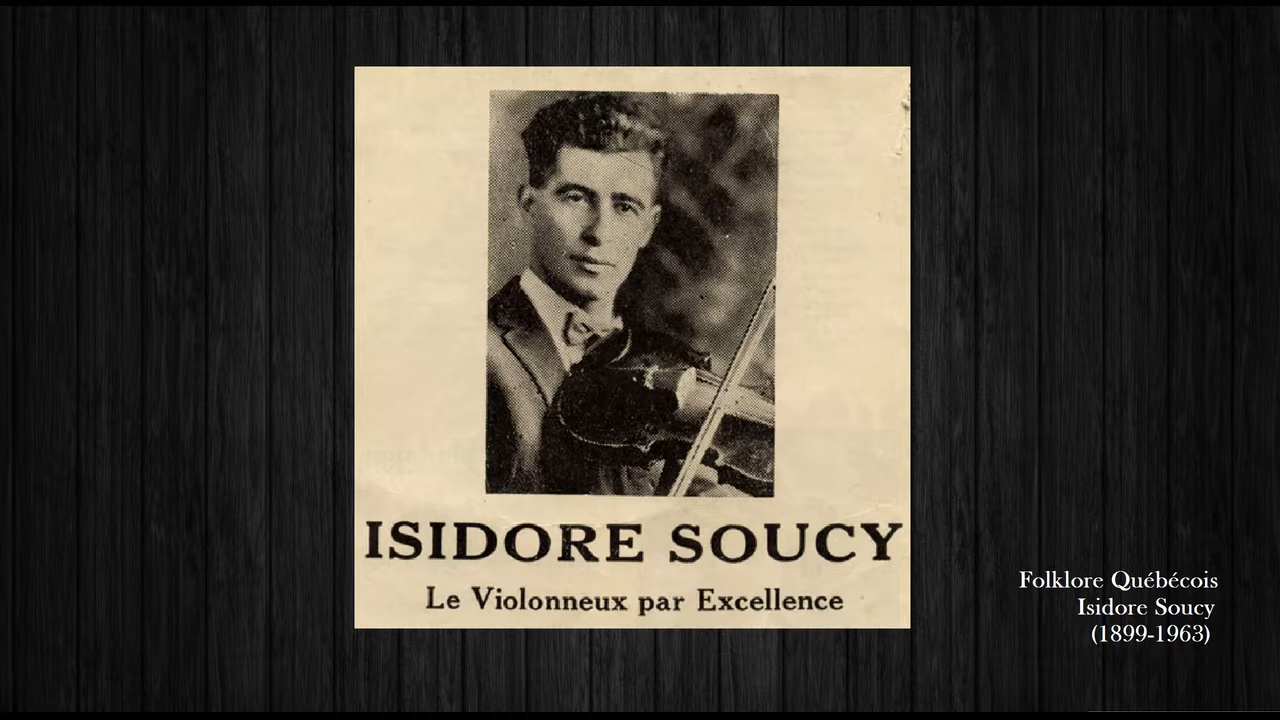 ISIDORE SOUCY
Le Violonneux par Excellence
Folklore Québécois
Isidore Soucy
(1899-1963)